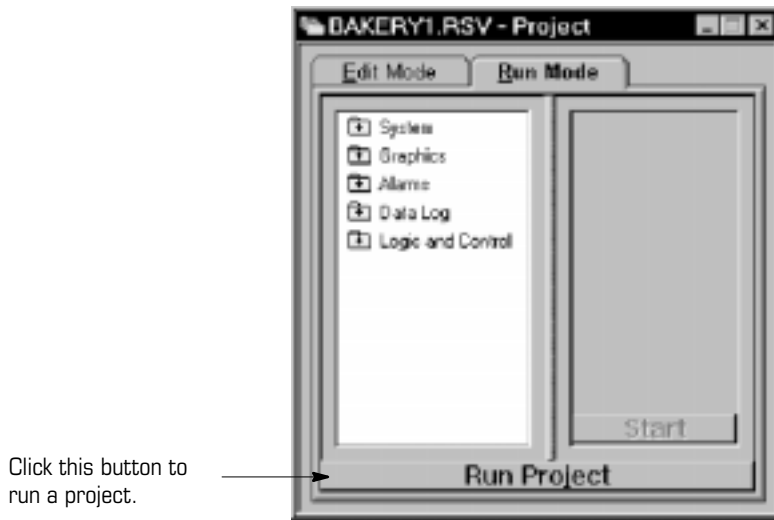 BAKERY1.RSV - Project
Edit Mode
Run Mode
System
Graphics
Alarms
Data Log
Logic and Control
Start
Click this button to
run a project.
Run Project